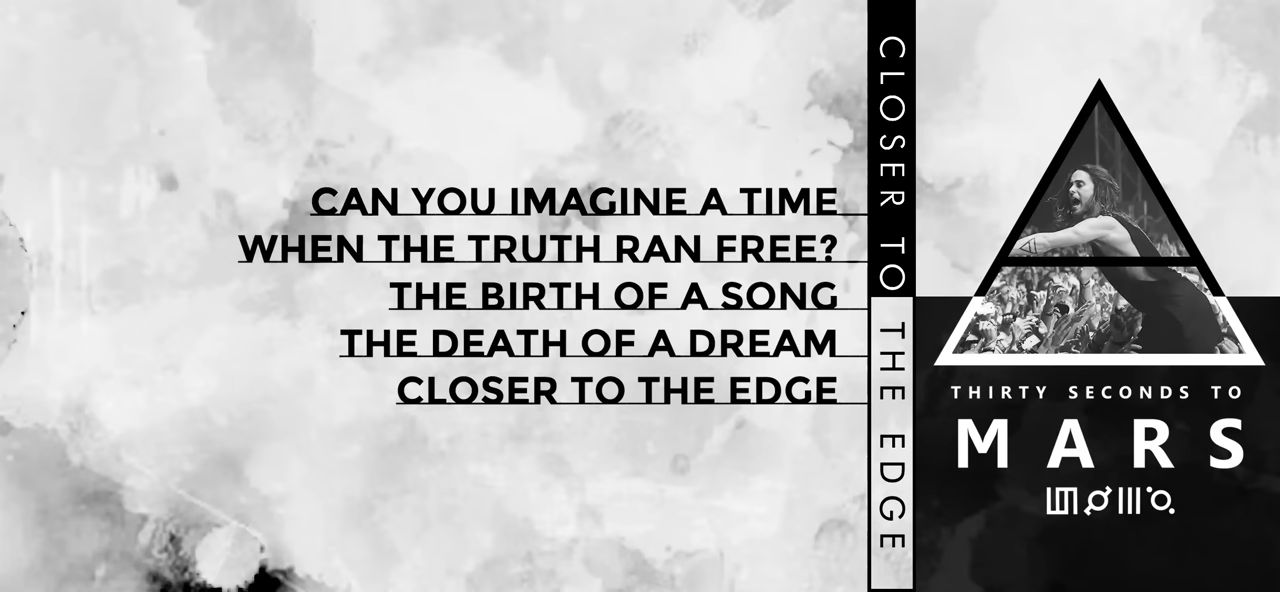 CAN YOU IMAGINE A TIME
WHEN THE TRUTH RAN FREE?
THE BIRTH OF A SONG
THE DEATH OF A DREAM
CLOSER TO THE EDGE
CLOSER TO THE EDGE
THIRTY SECONDS TO
MARS